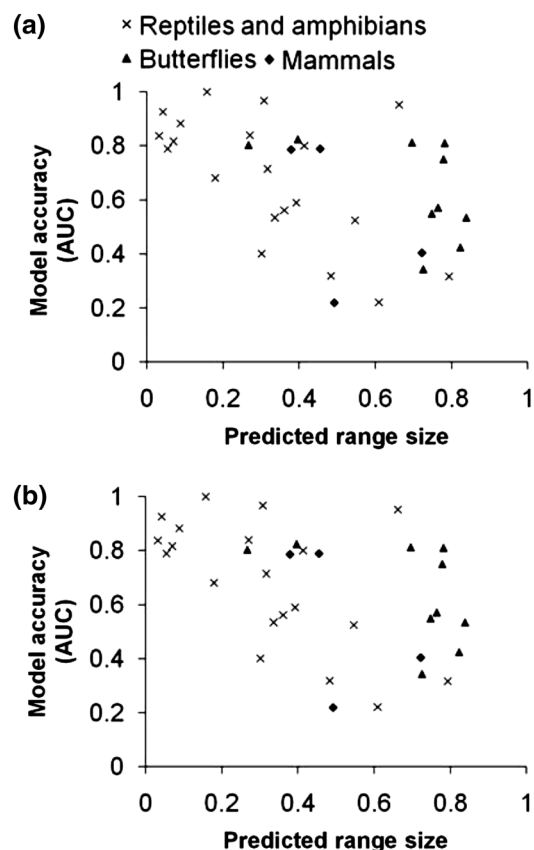 (a)
× Reptiles and amphibians
▲ Butterflies ◆ Mammals
1
0.8
0.6
0.4
0.2
0
Model accuracy
(AUC)
0 0.2 0.4 0.6 0.8 1
Predicted range size
(b)
1
0.8
0.6
0.4
0.2
0
Model accuracy
(AUC)
0 0.2 0.4 0.6 0.8 1
Predicted range size